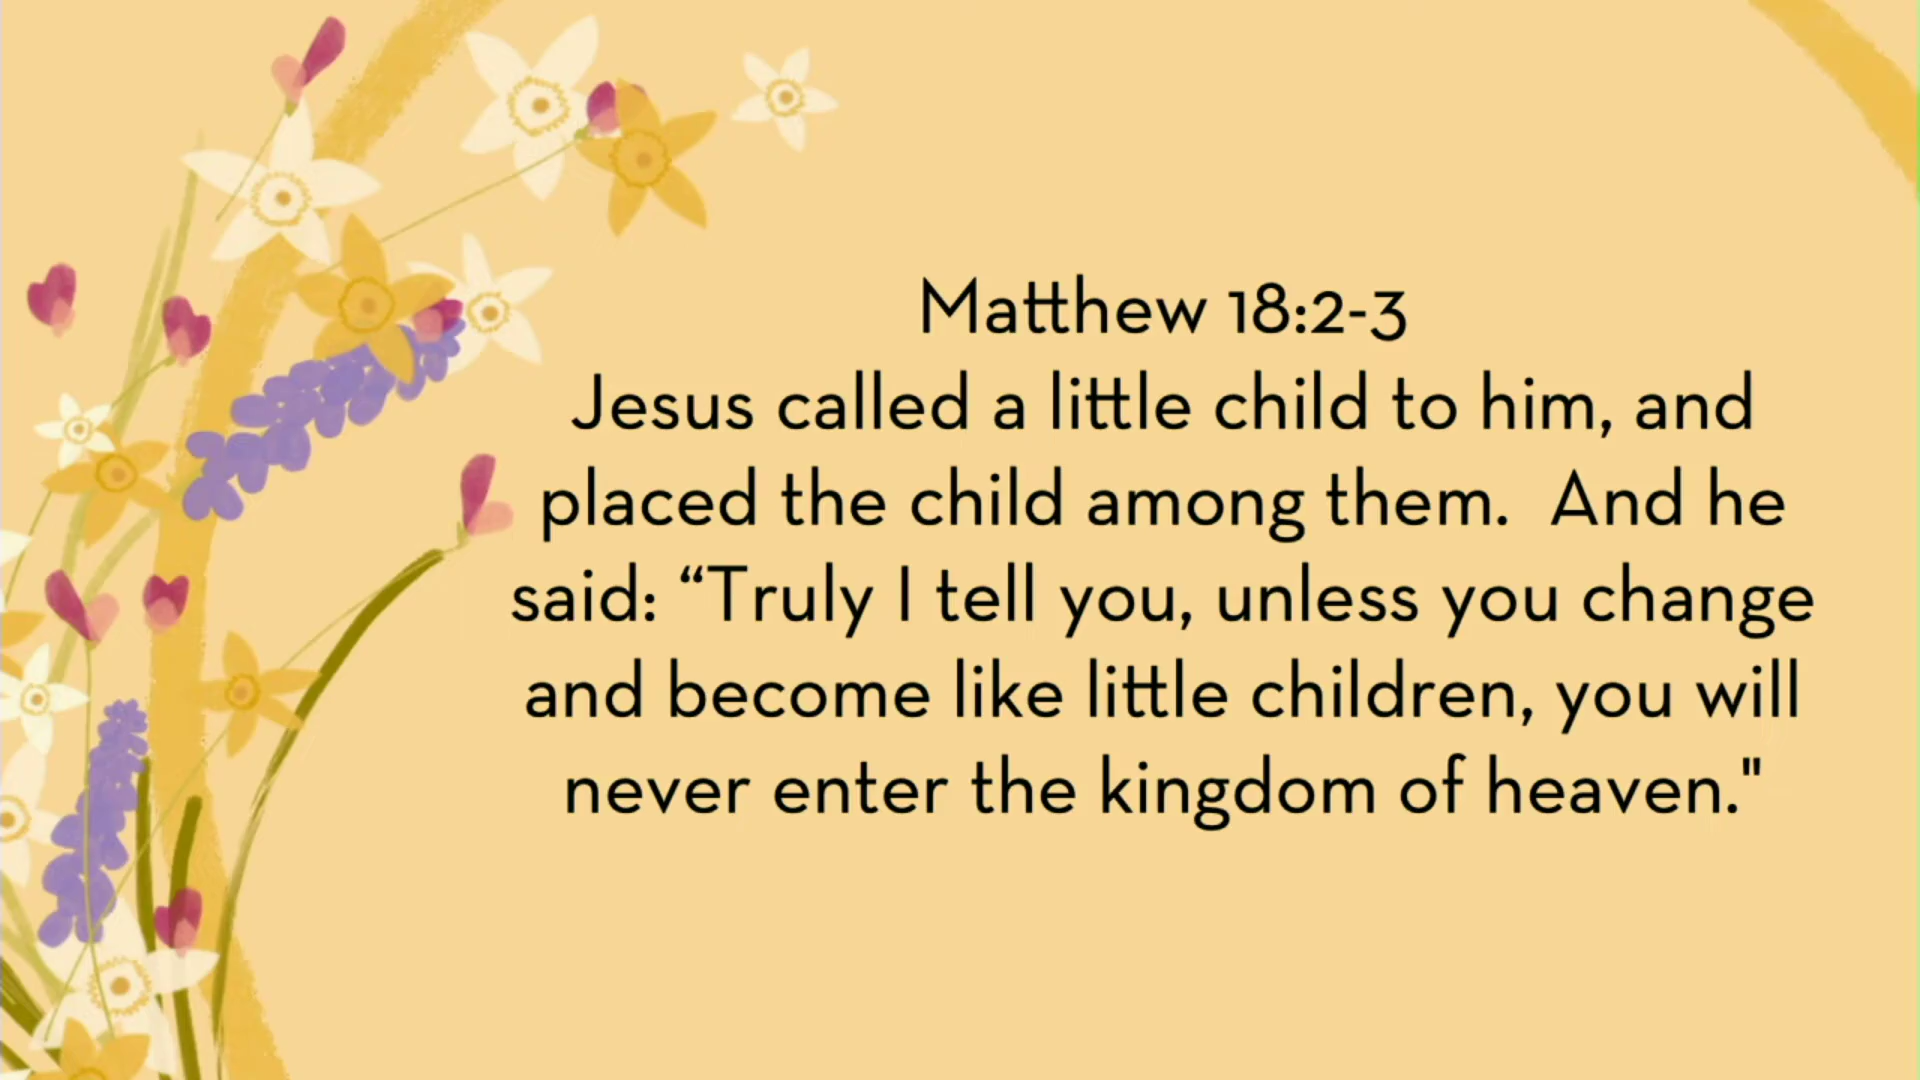 Matthew 18:2-3
Jesus called a little child to him, and
placed the child among them.  And he
said: “Truly I tell you, unless you change
and become like little children, you will
never enter the kingdom of heaven."